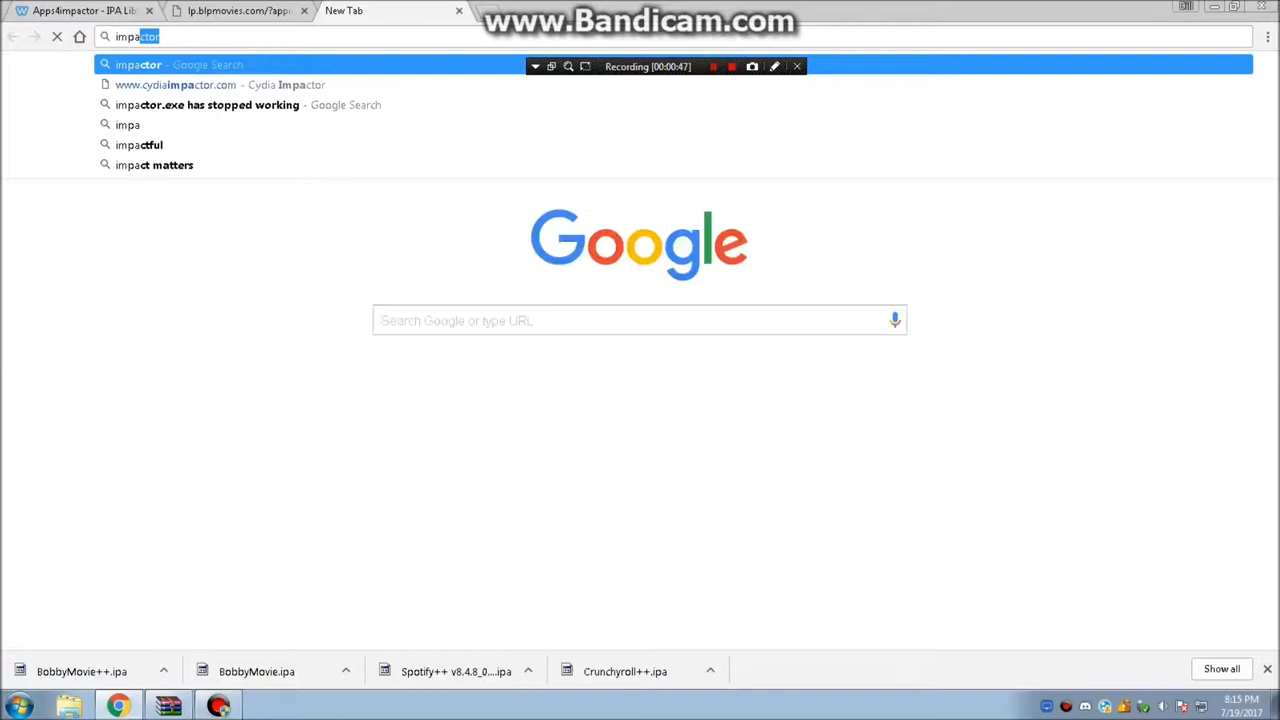 www.Bandicam.com
Apps4impactor - IPA Lib
lp.blpmovies.com/?app
New Tab
impactor
impactor - Google Search
Recording [00:00:47]
www.cydiaimpactor.com - Cydia Impactor
impactor.exe has stopped working - Google Search
impa
impactful
impact matters
Google
Search Google or type URL
BobbyMovie++.ipa
BobbyMovie.ipa
Spotify++ v8.4.8_0....ipa
Crunchyroll++.ipa
Show all
8:15 PM
7/19/2017